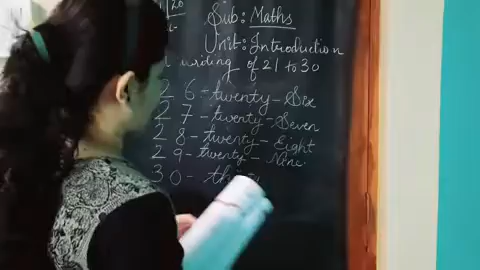 20
Sub: Maths
Unit: Introduction
writing of 21 to 30
26 - twenty - Six
27 - twenty - Seven
28 - twenty - Eight
29 - twenty - Nine.
30 -